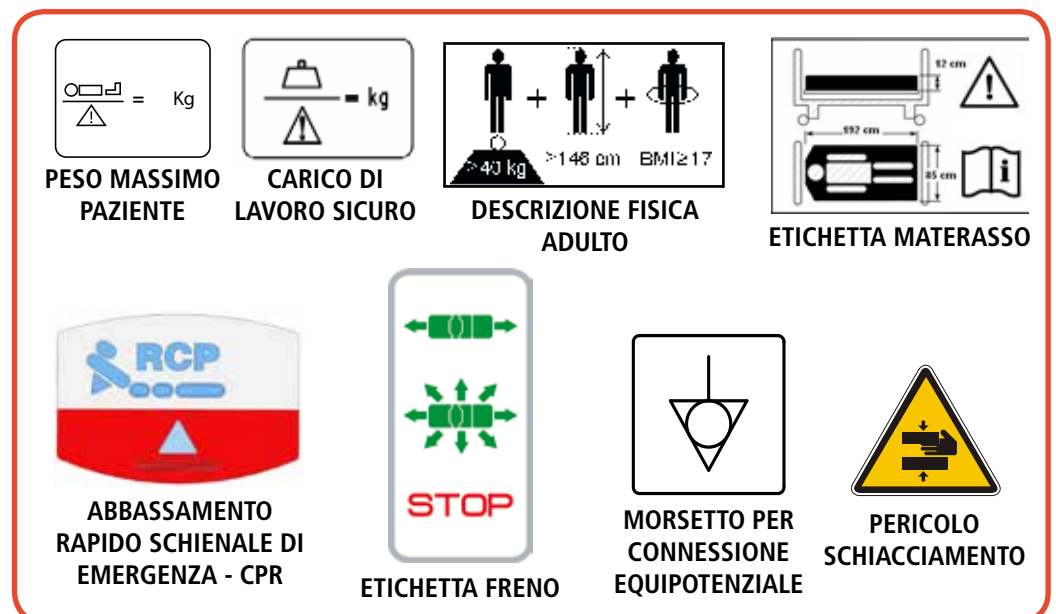 = Kg
PESO MASSIMO
PAZIENTE
= kg
CARICO DI
LAVORO SICURO
+ +
>40 kg >146 cm BMI≥17
DESCRIZIONE FISICA
ADULTO
12 cm
192 cm
85 cm
i
ETICHETTA MATERASSO
RCP
ABBASSAMENTO
RAPIDO SCHIENALE DI
EMERGENZA - CPR
STOP
ETICHETTA FRENO
MORSETTO PER
CONNESSIONE
EQUIPOTENZIALE
PERICOLO
SCHIACCIAMENTO